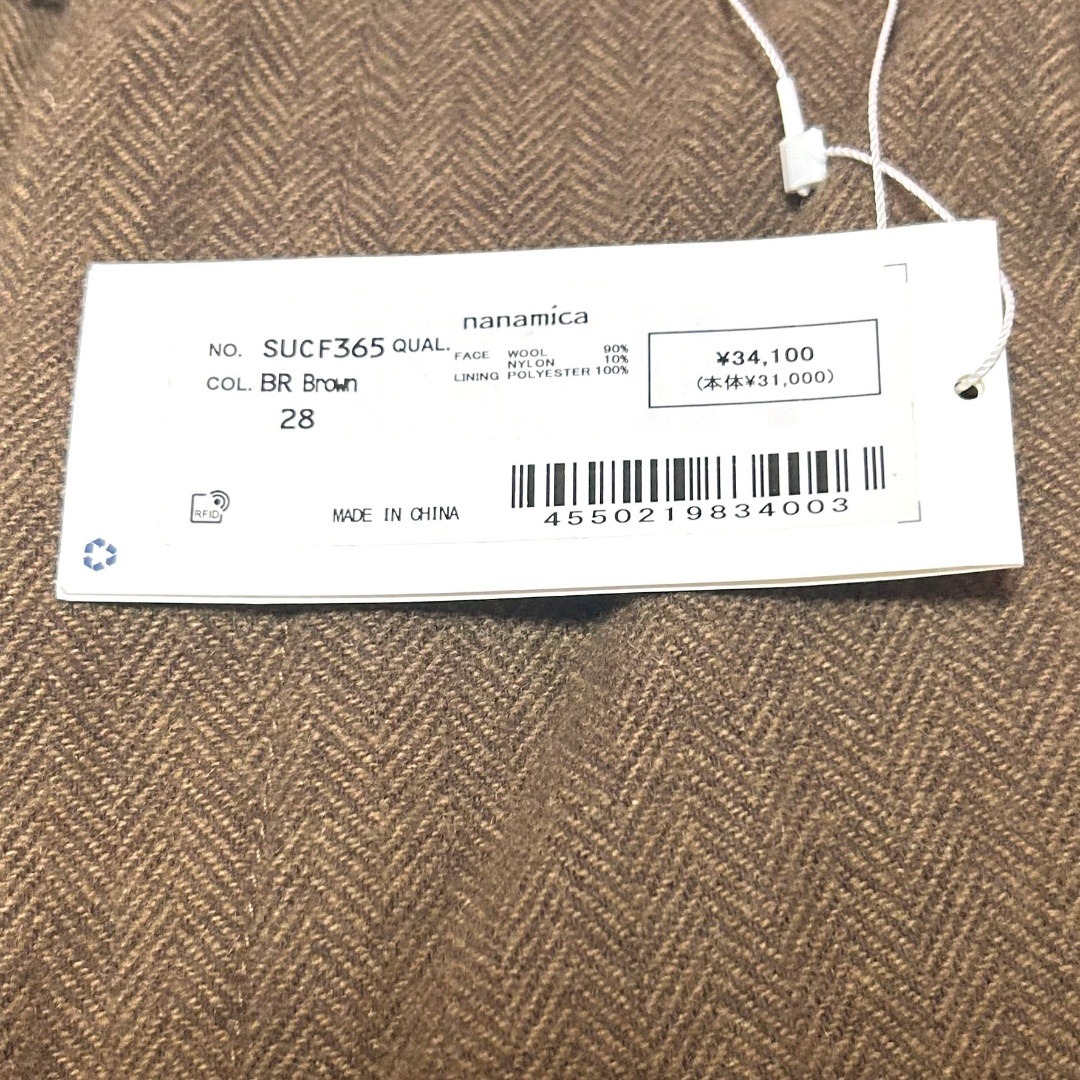 nanamica
NO. SUCF365 QUAL.
FACE WOOL 90%
NYLON 10%
LINING POLYESTER 100%
COL. BR Brown
28
¥34,100
(本体¥31,000)
RFID
MADE IN CHINA
4550219834003